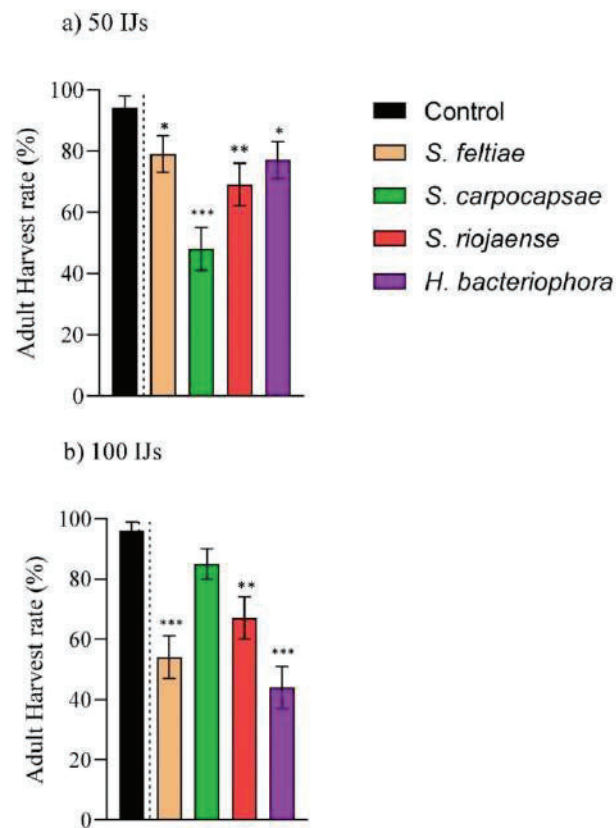 a) 50 IJs
Adult Harvest rate (%)
100
80
60
40
20
0
*
***
**
*
Control
S. feltiae
S. carpocapsae
S. riojaense
H. bacteriophora
b) 100 IJs
Adult Harvest rate (%)
100
80
60
40
20
0
***
**
***